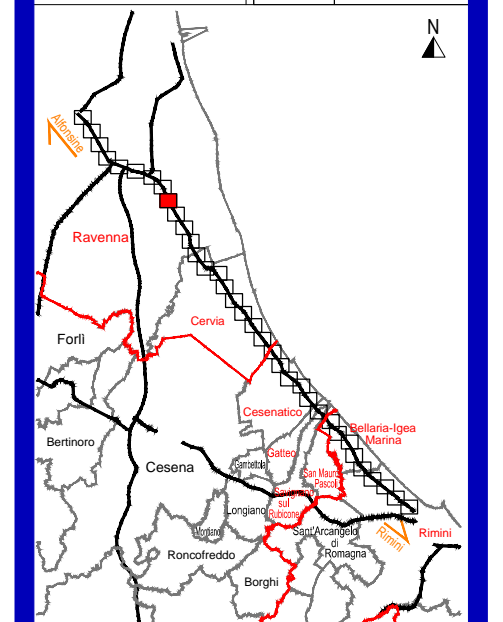 N
Alfonsine
Ravenna
Cervia
Forlì
Cesenatico
Bellaria-Igea
Marina
Bertinoro
Gatteo
Gambettola
Cesena
San Mauro
Pascoli
Savignano
sul
Rubicone
Longiano
Montiano
Sant'Arcangelo
di
Romagna
Rimini
Rimini
Roncofreddo
Borghi